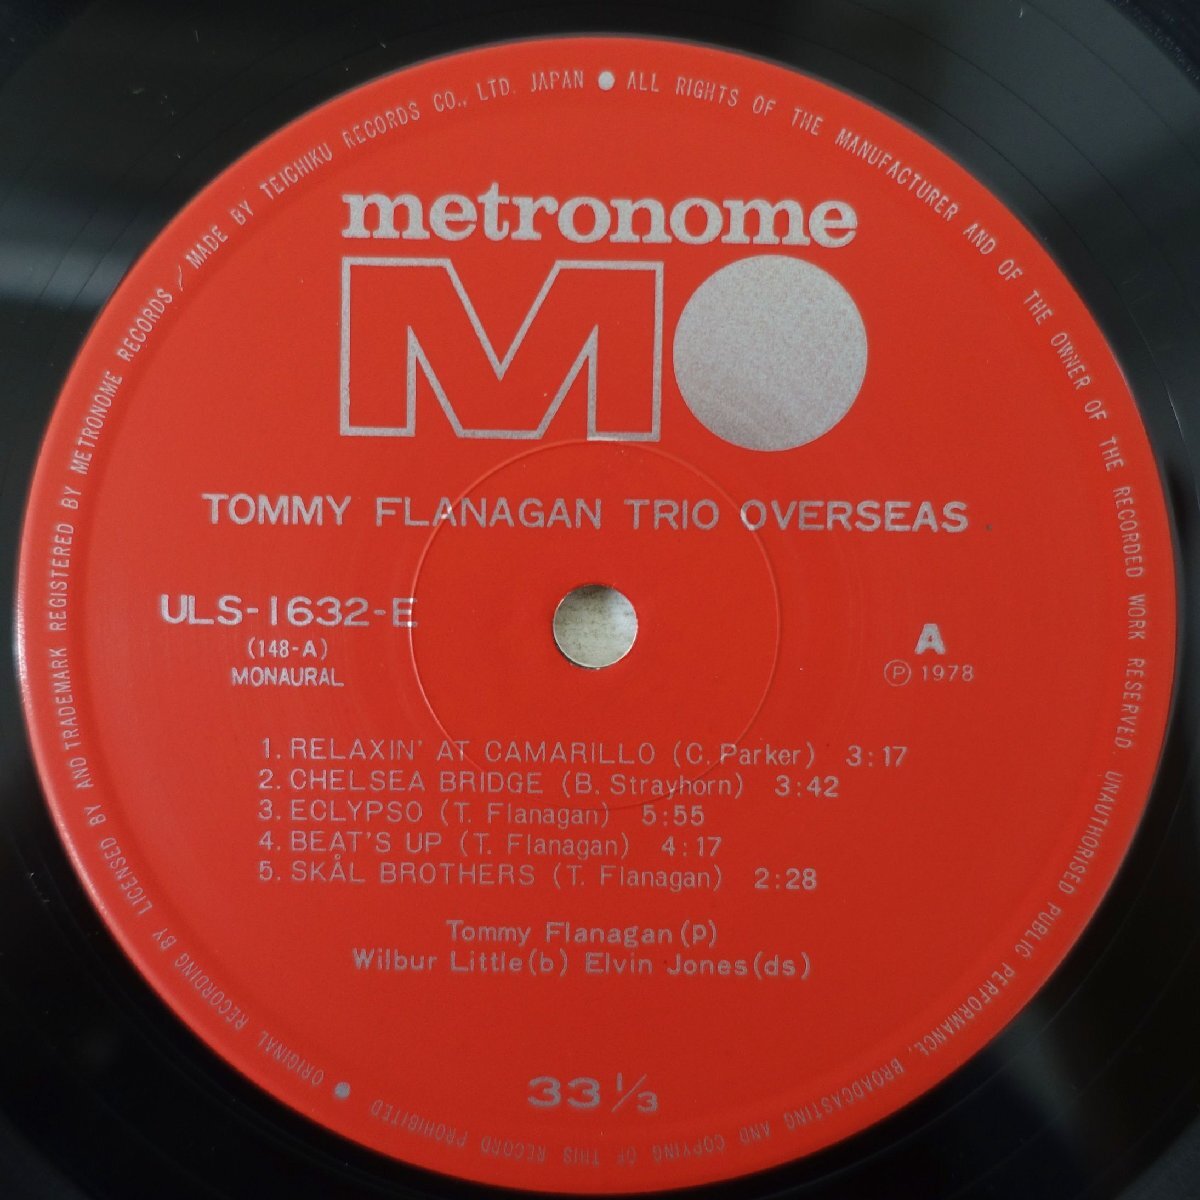 ORIGINAL RECORDING BY LICENSED BY AND TRADEMARK REGISTERED BY METRONOME RECORDS / MADE BY TEICHIKU RECORDS CO., LTD. JAPAN ● ALL RIGHTS OF THE MANUFACTURER AND OF THE OWNER OF THE RECORDED WORK RESERVED. UNAUTHORISED PUBLIC PERFORMANCE, BROADCASTING AND COPYING OF THIS RECORD PROHIBITED ●
metronome
M
TOMMY FLANAGAN TRIO OVERSEAS
ULS-1632-E
(148-A)
MONAURAL
A
Ⓟ 1978
1. RELAXIN' AT CAMARILLO (C. Parker) 3:17
2. CHELSEA BRIDGE (B. Strayhorn) 3:42
3. ECLYPSO (T. Flanagan) 5:55
4. BEAT'S UP (T. Flanagan) 4:17
5. SKÅL BROTHERS (T. Flanagan) 2:28
Tommy Flanagan (p)
Wilbur Little (b) Elvin Jones (ds)
33 1/3